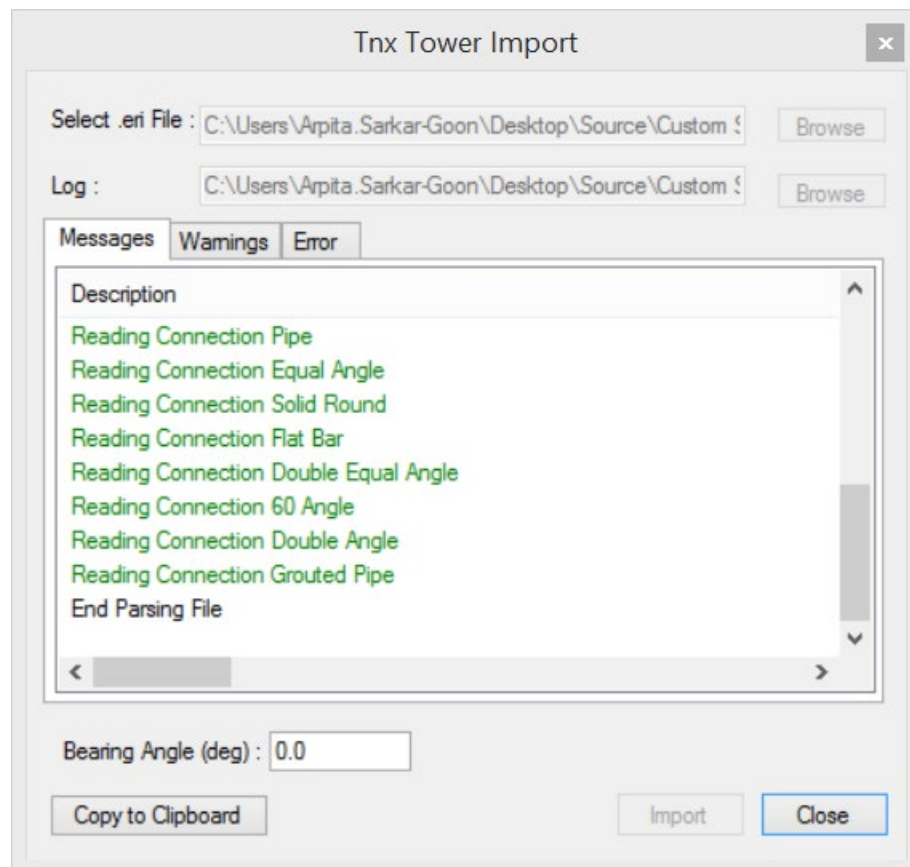 Tnx Tower Import
Select .eri File : C:\Users\Arpita.Sarkar-Goon\Desktop\Source\Custom S Browse
Log : C:\Users\Arpita.Sarkar-Goon\Desktop\Source\Custom S Browse
Messages Warnings Error
Description
Reading Connection Pipe
Reading Connection Equal Angle
Reading Connection Solid Round
Reading Connection Flat Bar
Reading Connection Double Equal Angle
Reading Connection 60 Angle
Reading Connection Double Angle
Reading Connection Grouted Pipe
End Parsing File
Bearing Angle (deg) : 0.0
Copy to Clipboard Import Close